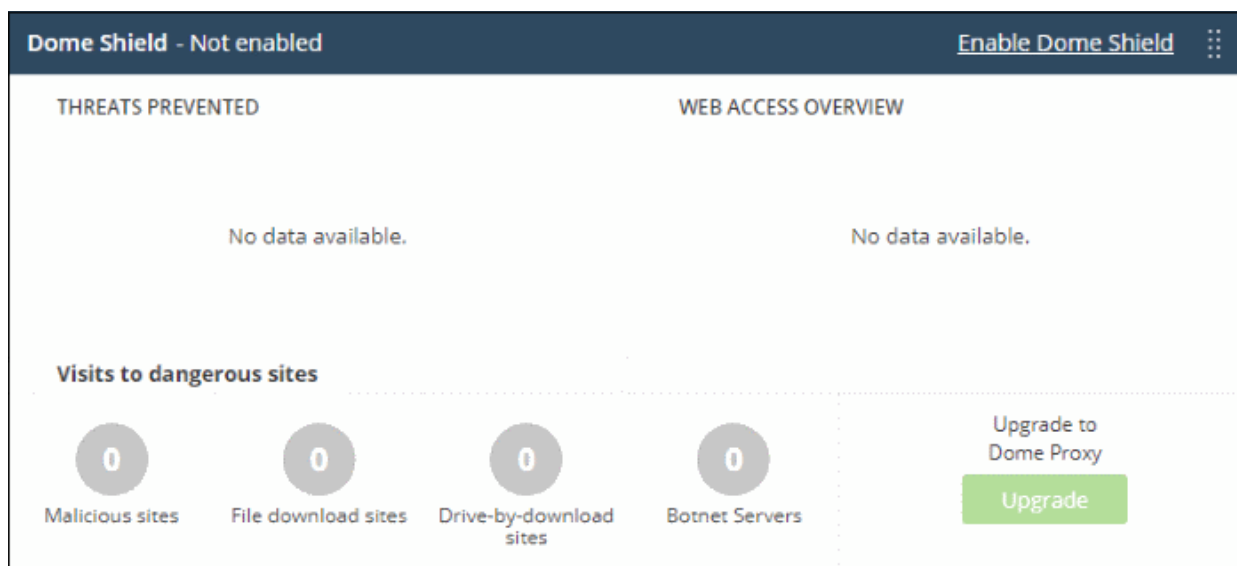 Dome Shield - Not enabled
Enable Dome Shield
THREATS PREVENTED
WEB ACCESS OVERVIEW
No data available.
No data available.
Visits to dangerous sites
0
Malicious sites
0
File download sites
0
Drive-by-download
sites
0
Botnet Servers
Upgrade to
Dome Proxy
Upgrade